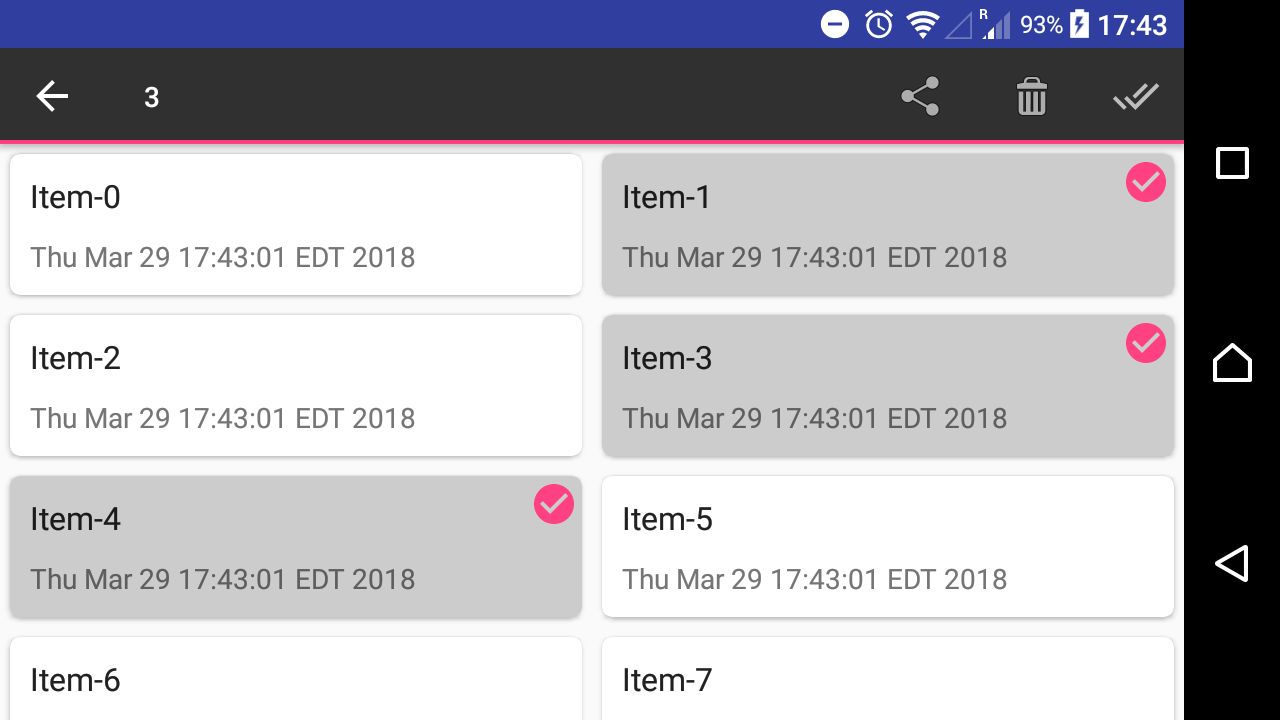 R 93% 17:43
3
Item-0
Thu Mar 29 17:43:01 EDT 2018
Item-1
Thu Mar 29 17:43:01 EDT 2018
Item-2
Thu Mar 29 17:43:01 EDT 2018
Item-3
Thu Mar 29 17:43:01 EDT 2018
Item-4
Thu Mar 29 17:43:01 EDT 2018
Item-5
Thu Mar 29 17:43:01 EDT 2018
Item-6
Item-7